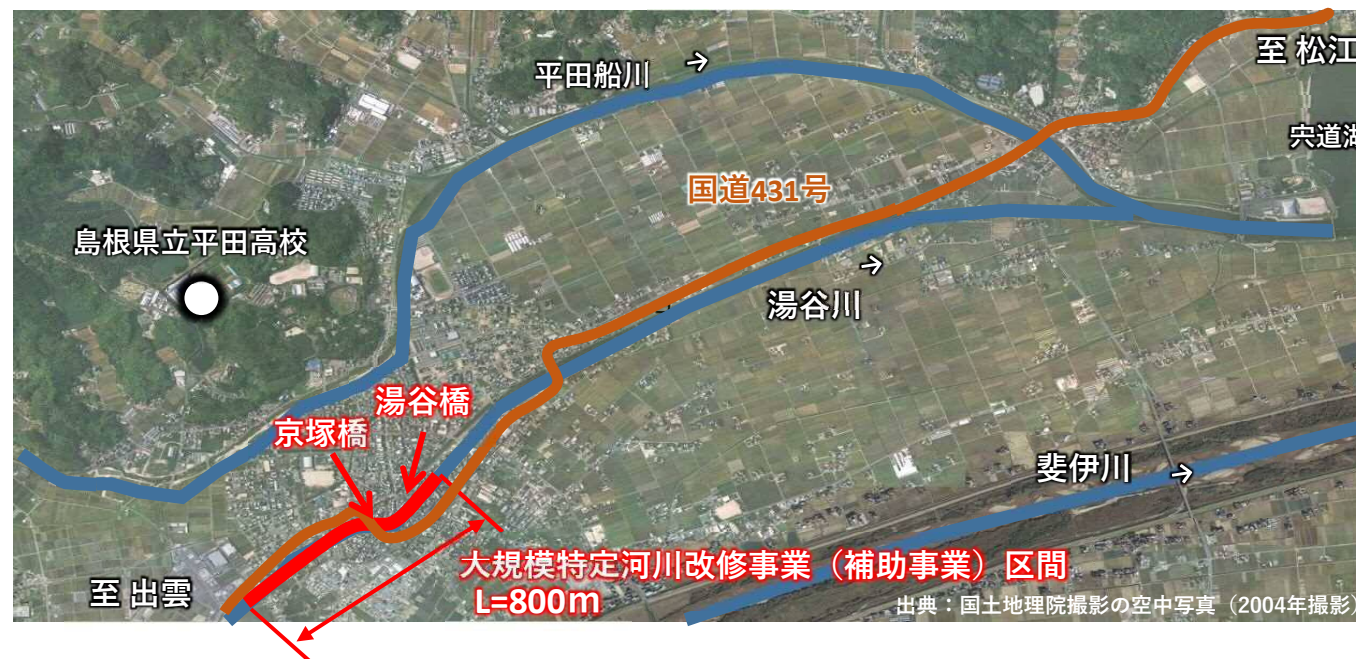 至 松江
平田船川
宍道湖
国道431号
島根県立平田高校
湯谷川
湯谷橋
京塚橋
斐伊川
大規模特定河川改修事業（補助事業）区間
L=800m
至 出雲
出典：国土地理院撮影の空中写真（2004年撮影）